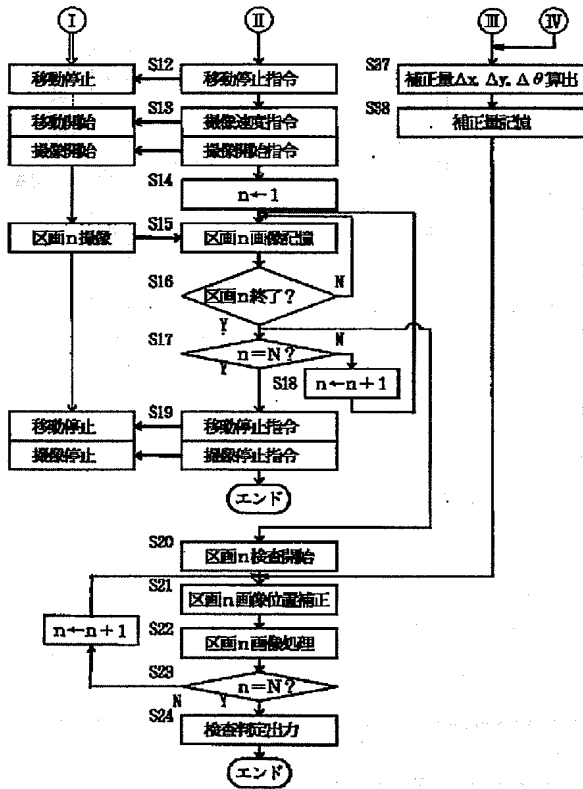 Ⅰ
Ⅱ
Ⅲ
Ⅳ
S12
移動停止
移動停止指令
S37
補正量Δx, Δy, Δθ算出
S13
移動開始
撮像速度指令
S38
補正量記憶
撮像開始
撮像開始指令
S14
n←1
S15
区画n撮像
区画n画像記憶
S16
区画n終了?
N
Y
S17
n=N?
N
Y
S18
n←n+1
S19
移動停止
移動停止指令
撮像停止
撮像停止指令
エンド
S20
区画n検査開始
S21
区画n画像位置補正
n←n+1
S22
区画n画像処理
S23
n=N?
N
Y
S24
検査判定出力
エンド